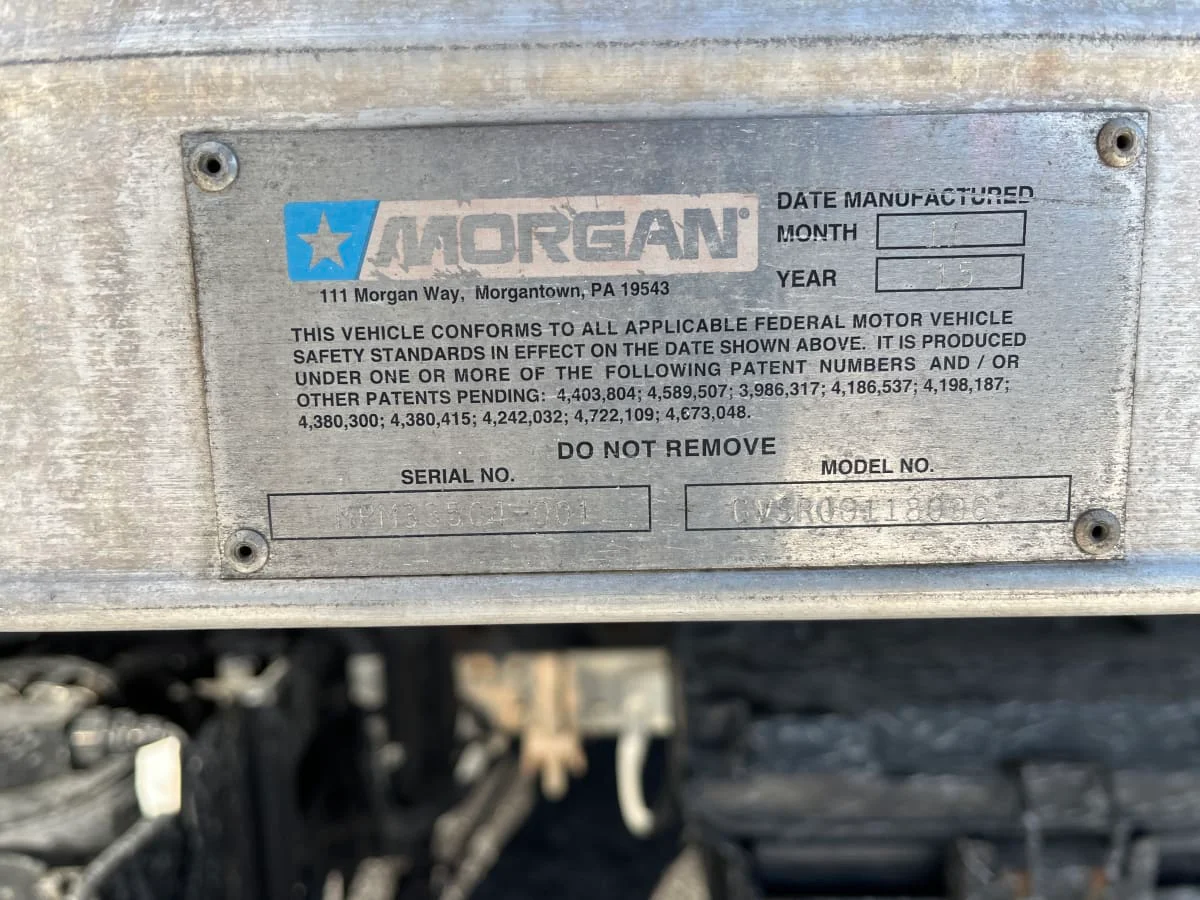 MORGAN
111 Morgan Way, Morgantown, PA 19543
DATE MANUFACTURED
MONTH
YEAR 15
THIS VEHICLE CONFORMS TO ALL APPLICABLE FEDERAL MOTOR VEHICLE
SAFETY STANDARDS IN EFFECT ON THE DATE SHOWN ABOVE. IT IS PRODUCED
UNDER ONE OR MORE OF THE FOLLOWING PATENT NUMBERS AND / OR
OTHER PATENTS PENDING: 4,403,804; 4,589,507; 3,986,317; 4,186,537; 4,198,187;
4,380,300; 4,380,415; 4,242,032; 4,722,109; 4,673,048.
DO NOT REMOVE
SERIAL NO.
MODEL NO.